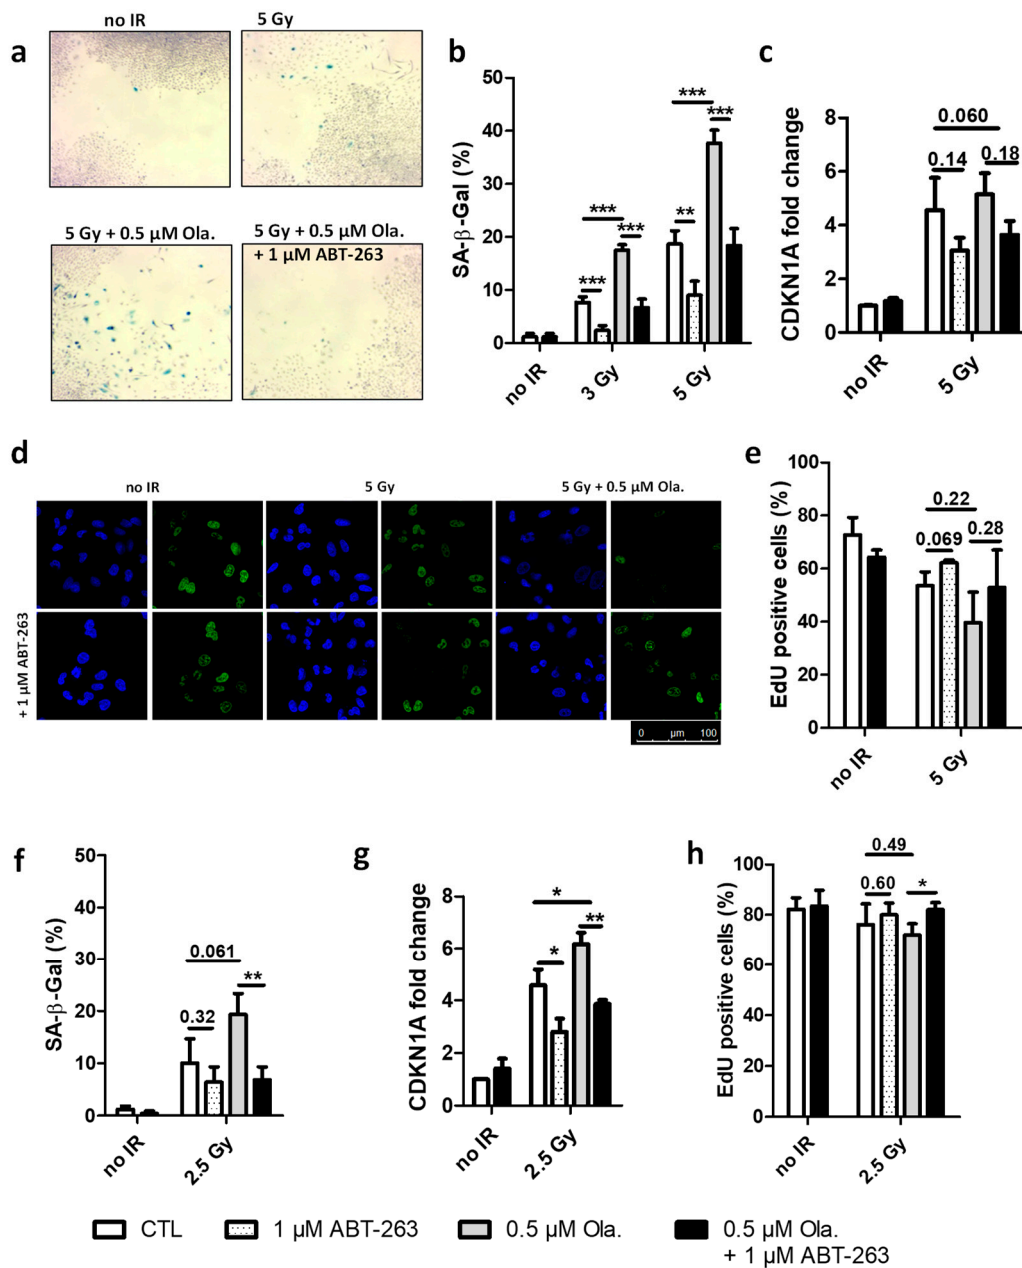 a
no IR
5 Gy
5 Gy + 0.5 µM Ola.
5 Gy + 0.5 µM Ola.
+ 1 µM ABT-263
b
SA-β-Gal (%)
50
40
30
20
10
0
***
***
***
***
**
***
no IR
3 Gy
5 Gy
c
CDKN1A fold change
8
6
4
2
0
0.060
0.14
0.18
no IR
5 Gy
d
no IR
5 Gy
5 Gy + 0.5 µM Ola.
+ 1 µM ABT-263
0 µm 100
e
EdU positive cells (%)
100
80
60
40
20
0
0.22
0.069
0.28
no IR
5 Gy
f
SA-β-Gal (%)
50
40
30
20
10
0
0.061
0.32
**
no IR
2.5 Gy
g
CDKN1A fold change
8
6
4
2
0
*
*
**
no IR
2.5 Gy
h
EdU positive cells (%)
100
80
60
40
20
0
0.49
0.60
*
no IR
2.5 Gy
CTL
1 µM ABT-263
0.5 µM Ola.
0.5 µM Ola.
+ 1 µM ABT-263